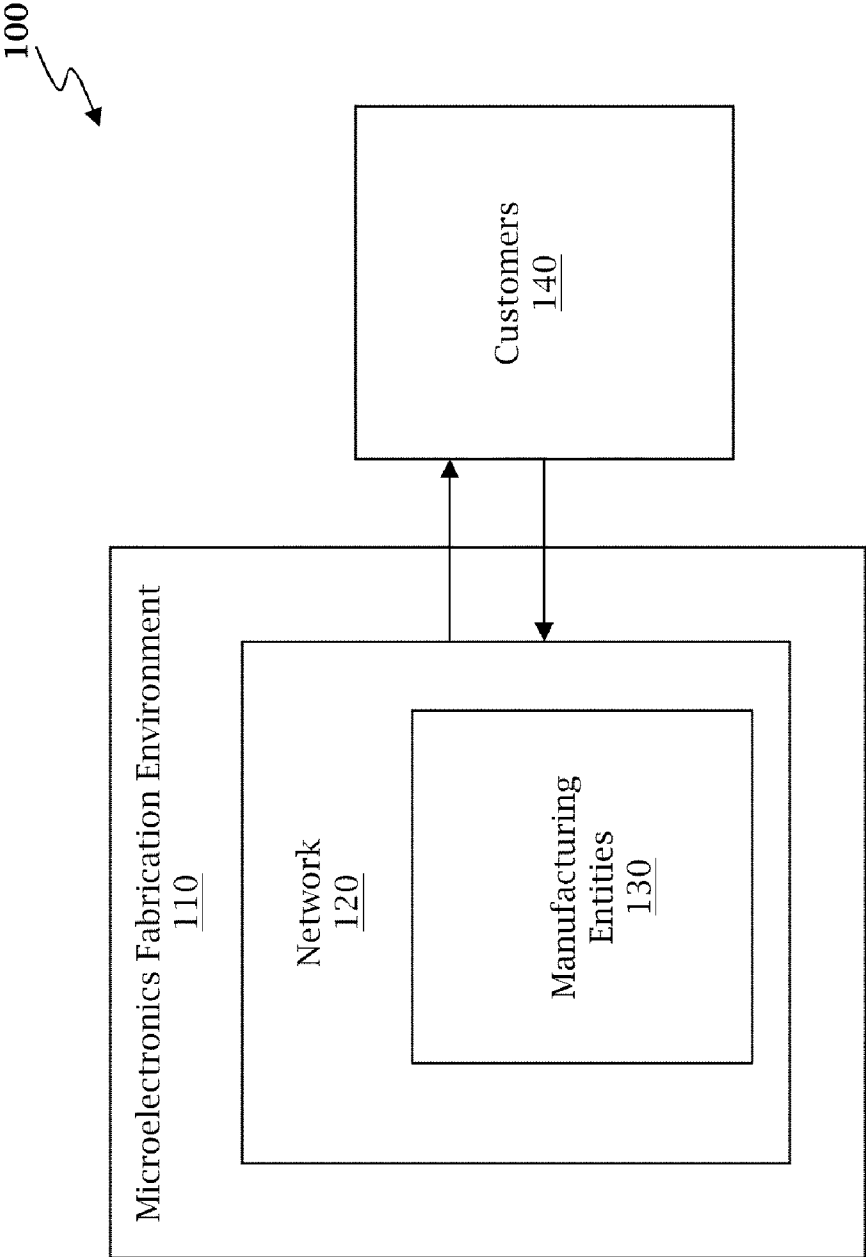 100
Microelectronics Fabrication Environment
110
Network
120
Manufacturing
Entities
130
Customers
140